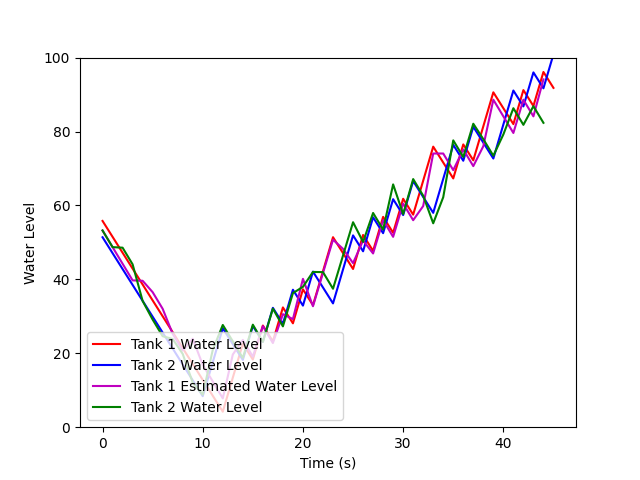 100
80
60
40
20
0
Water Level
Tank 1 Water Level
Tank 2 Water Level
Tank 1 Estimated Water Level
Tank 2 Water Level
0 10 20 30 40
Time (s)